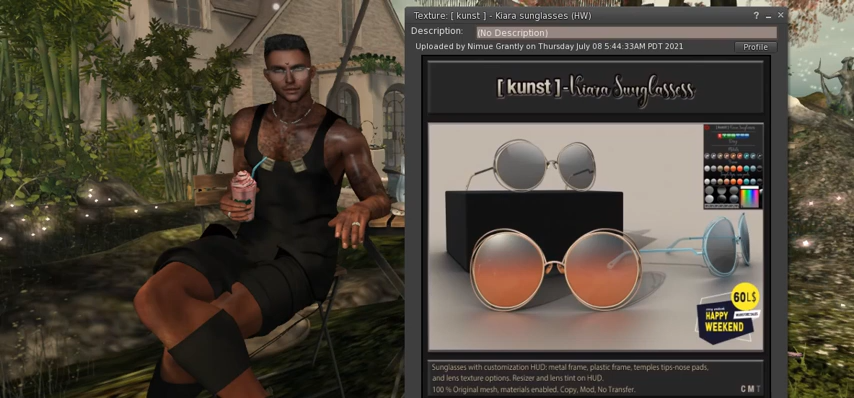 Texture: [ kunst ] - Kiara sunglasses (HW)
Description: (No Description)
Uploaded by Nimue Grantly on Thursday July 08 5:44:33AM PDT 2021
Profile
[ kunst ]-Kiara Sunglassess
60L$
HAPPY
WEEKEND
Sunglasses with customization HUD: metal frame, plastic frame, temples tips-nose pads,
and lens texture options. Resizer and lens tint on HUD.
100 % Original mesh, materials enabled. Copy, Mod, No Transfer.
C M T